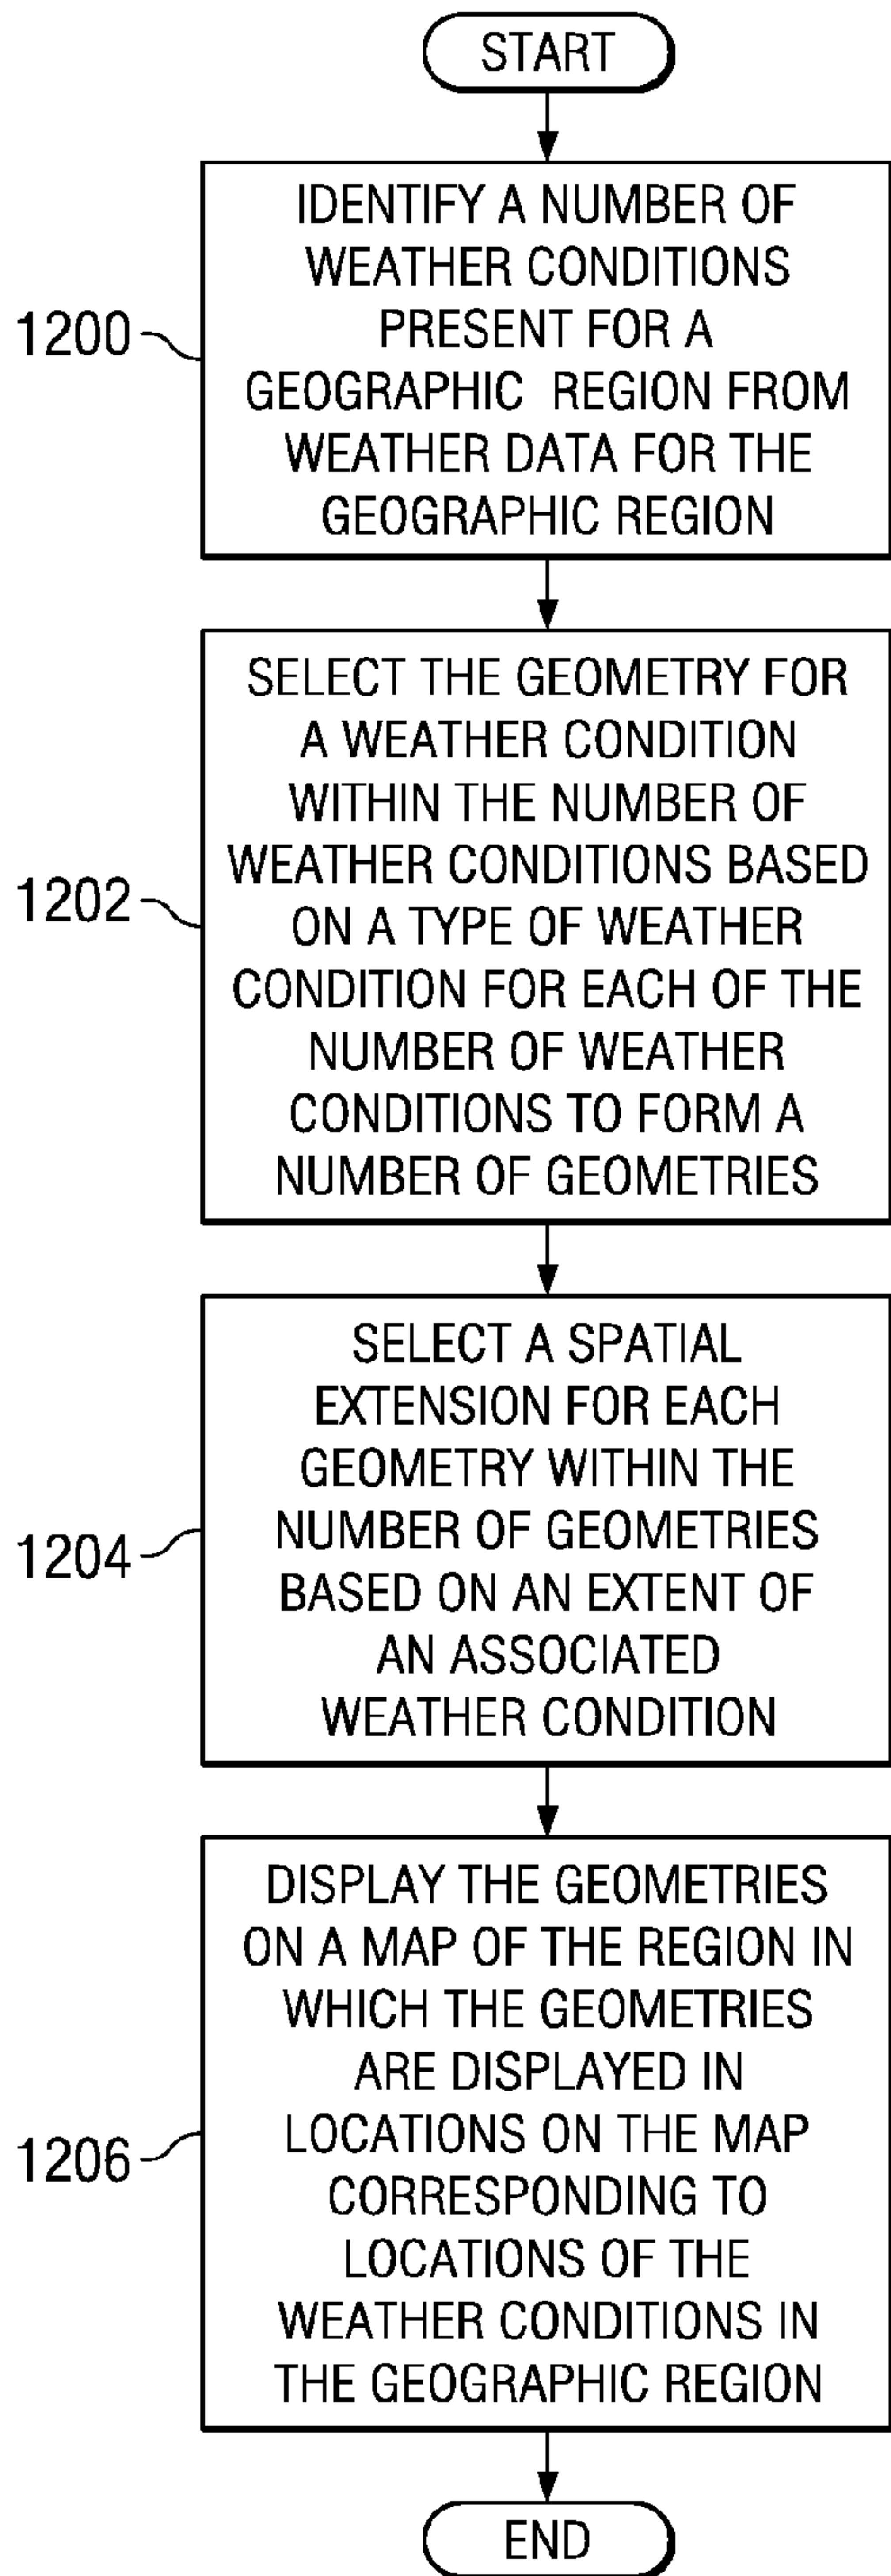 START
IDENTIFY A NUMBER OF
WEATHER CONDITIONS
PRESENT FOR A
GEOGRAPHIC REGION FROM
WEATHER DATA FOR THE
GEOGRAPHIC REGION
1200
SELECT THE GEOMETRY FOR
A WEATHER CONDITION
WITHIN THE NUMBER OF
WEATHER CONDITIONS BASED
ON A TYPE OF WEATHER
CONDITION FOR EACH OF THE
NUMBER OF WEATHER
CONDITIONS TO FORM A
NUMBER OF GEOMETRIES
1202
SELECT A SPATIAL
EXTENSION FOR EACH
GEOMETRY WITHIN THE
NUMBER OF GEOMETRIES
BASED ON AN EXTENT OF
AN ASSOCIATED
WEATHER CONDITION
1204
DISPLAY THE GEOMETRIES
ON A MAP OF THE REGION IN
WHICH THE GEOMETRIES
ARE DISPLAYED IN
LOCATIONS ON THE MAP
CORRESPONDING TO
LOCATIONS OF THE
WEATHER CONDITIONS IN
THE GEOGRAPHIC REGION
1206
END